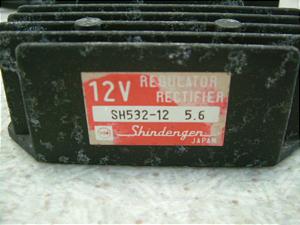 12V REGULATOR
RECTIFIER
SH532-12 5.6
Shindengen
JAPAN